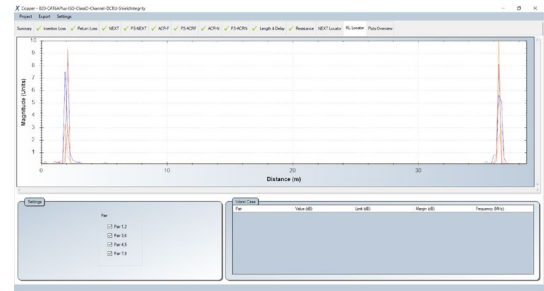 Copper - 023-CAT6APlus-ISO-ClassD-Channel-DCRU-ShieldIntegrity
Project Export Settings
Summary Insertion Loss Return Loss NEXT PS-NEXT ACR-F PS-ACRF ACR-N PS-ACRN Length & Delay Resistance NEXT Locator RL Locator Plots Overview
Magnitude (Units)
10
9
8
7
6
5
4
3
2
1
0 10 20 30
Distance (m)
Settings
Pair
Pair 1,2
Pair 3,6
Pair 4,5
Pair 7,8
Worst Case
Pair Value (dB) Limit (dB) Margin (dB) Frequency (MHz)